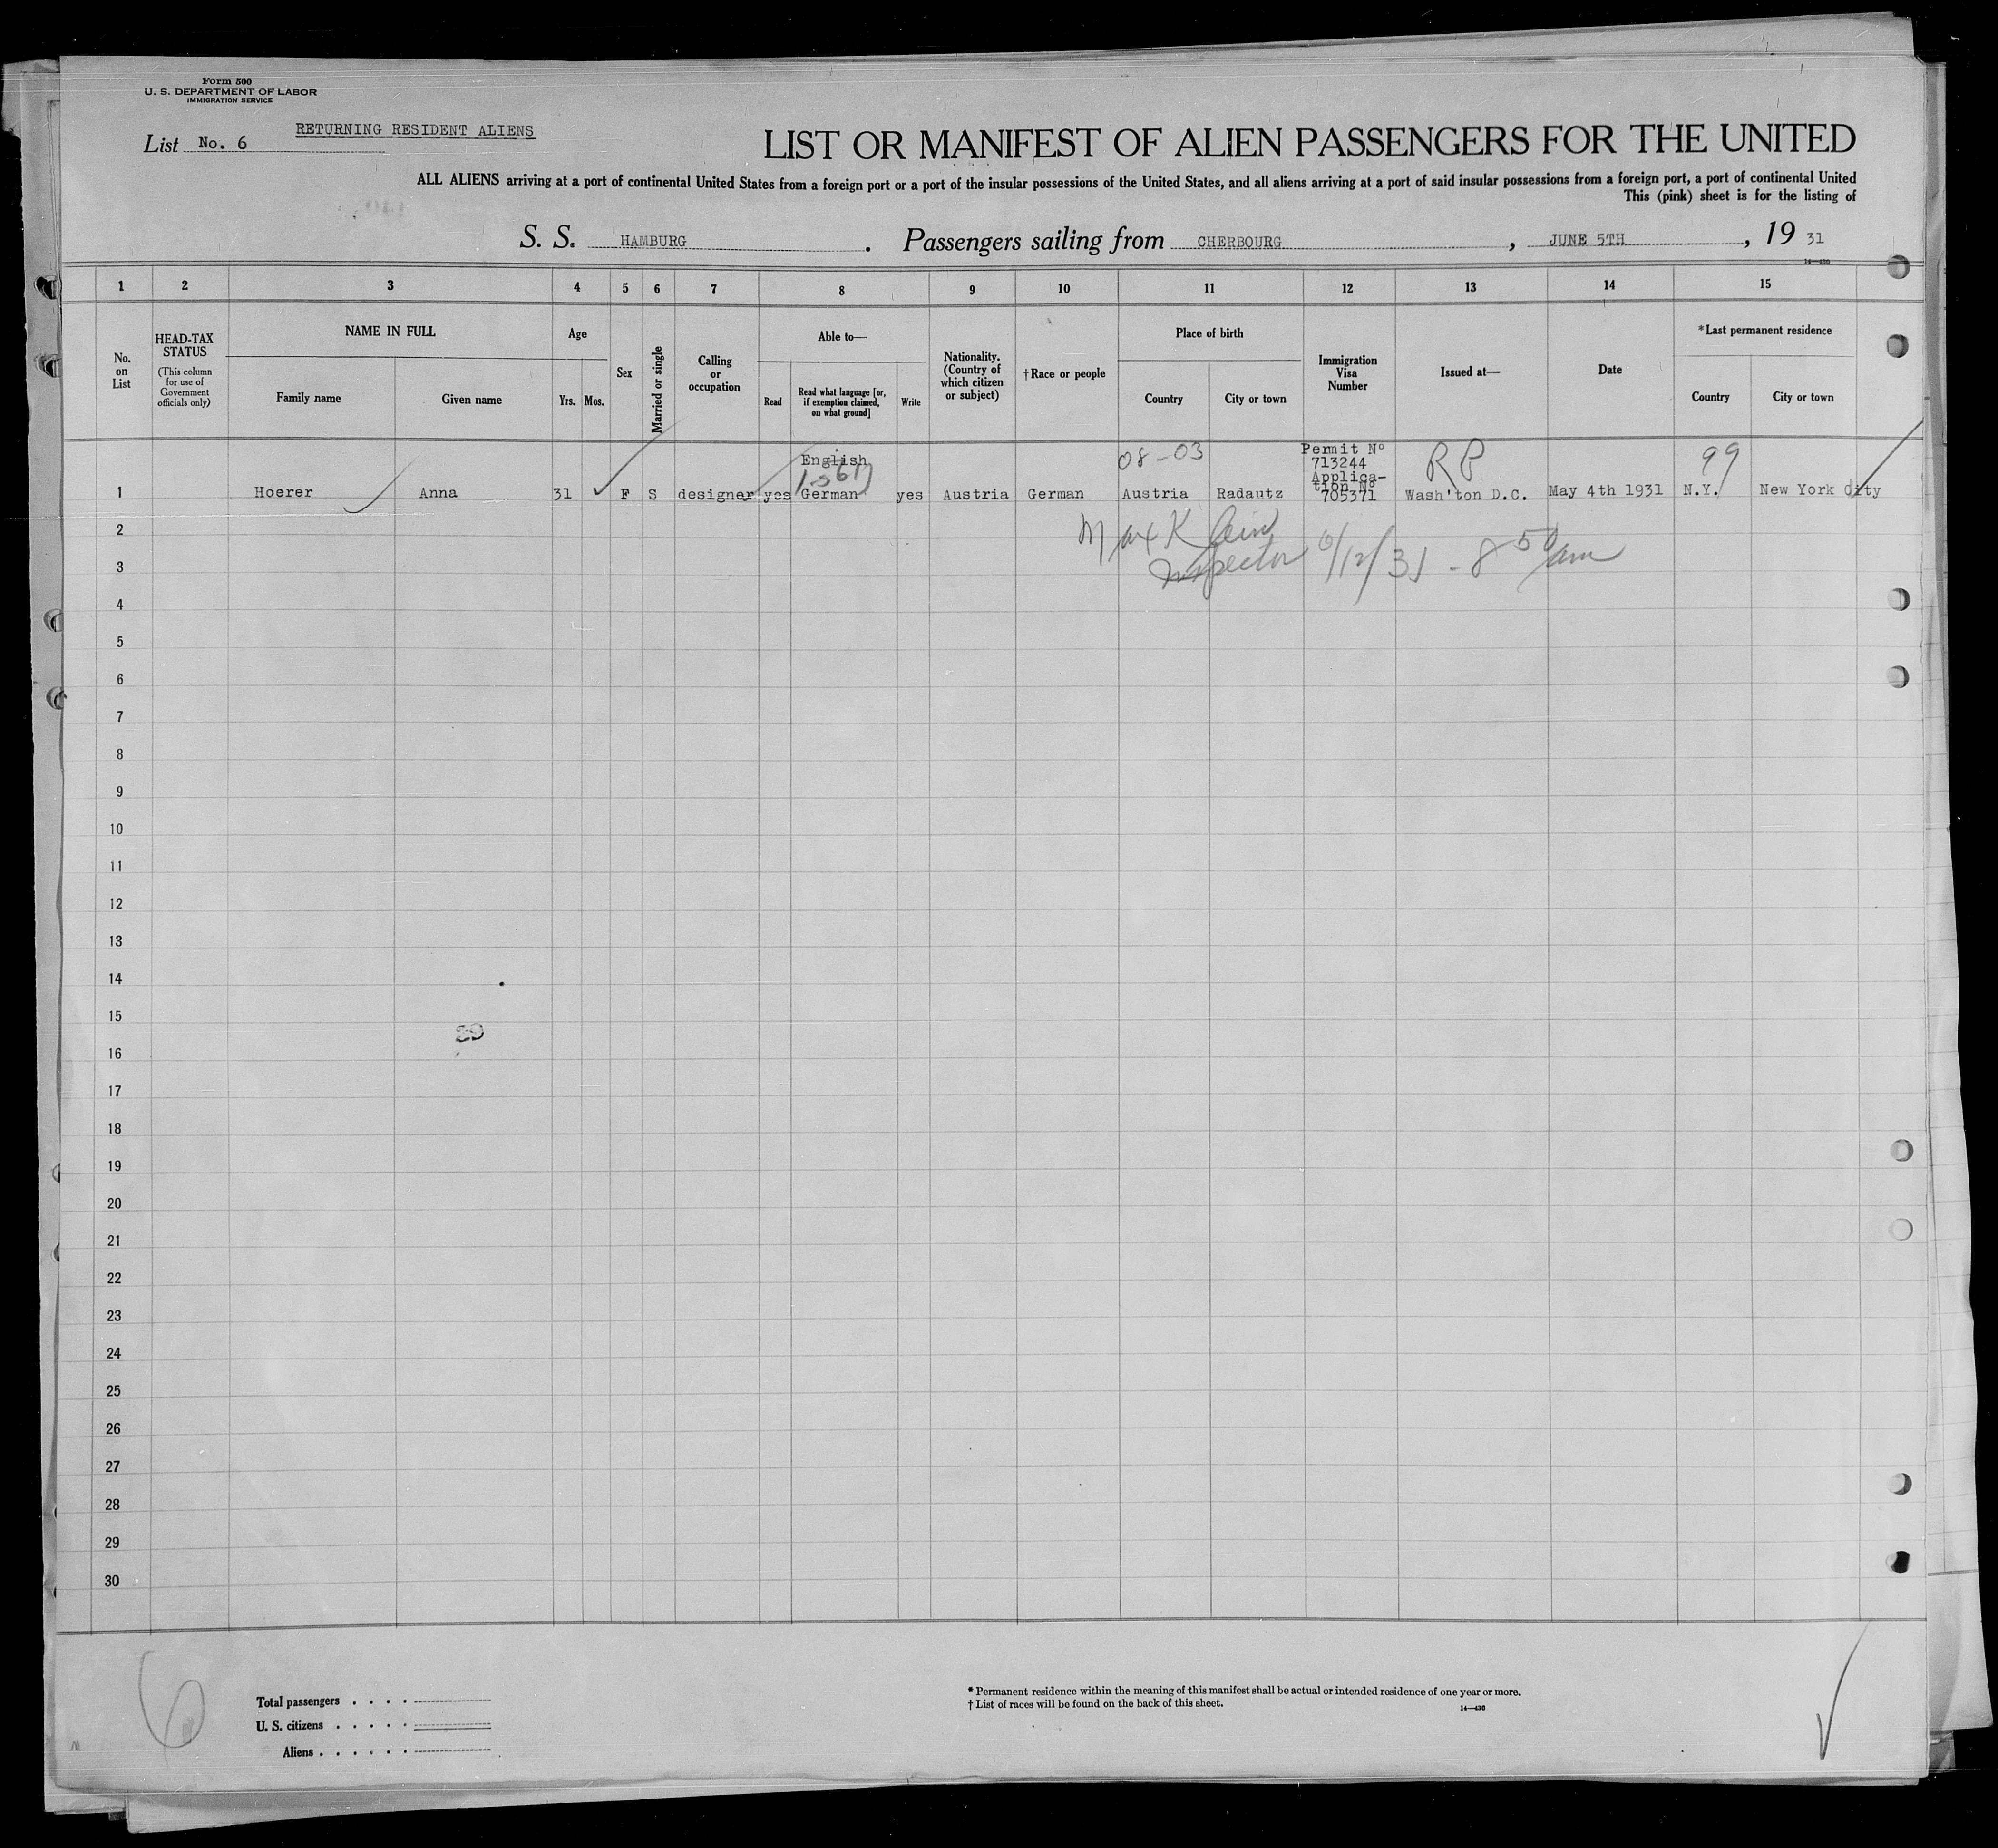 Form 500
U. S. DEPARTMENT OF LABOR
IMMIGRATION SERVICE
RETURNING RESIDENT ALIENS
List No. 6
LIST OR MANIFEST OF ALIEN PASSENGERS FOR THE UNITED
ALL ALIENS arriving at a port of continental United States from a foreign port or a port of the insular possessions of the United States, and all aliens arriving at a port of said insular possessions from a foreign port, a port of continental United
This (pink) sheet is for the listing of
S. S. HAMBURG . Passengers sailing from CHERBOURG , JUNE 5TH , 19 31
14—430
1 2 3 4 5 6 7 8 9 10 11 12 13 14 15
No. on List
HEAD-TAX STATUS
(This column for use of Government officials only)
NAME IN FULL
Family name
Given name
Age
Yrs. Mos.
Sex
Married or single
Calling or occupation
Able to—
Read
Read what language [or, if exemption claimed, on what ground]
Write
Nationality. (Country of which citizen or subject)
†Race or people
Place of birth
Country
City or town
Immigration Visa Number
Issued at—
Date
*Last permanent residence
Country
City or town
English
08-03
Permit No
713244
Applica-
tion No
705371
RP
99
1 Hoerer Anna 31 F S designer yes German yes Austria German Austria Radautz Wash'ton D.C. May 4th 1931 N.Y. New York City
Max Klein
Inspector 6/12/31 - 8 50 am
2
3
4
5
6
7
8
9
10
11
12
13
14
15
16
17
18
19
20
21
22
23
24
25
26
27
28
29
30
6
Total passengers . . . .
U. S. citizens . . . . .
Aliens . . . . . .
* Permanent residence within the meaning of this manifest shall be actual or intended residence of one year or more.
† List of races will be found on the back of this sheet.
14—430